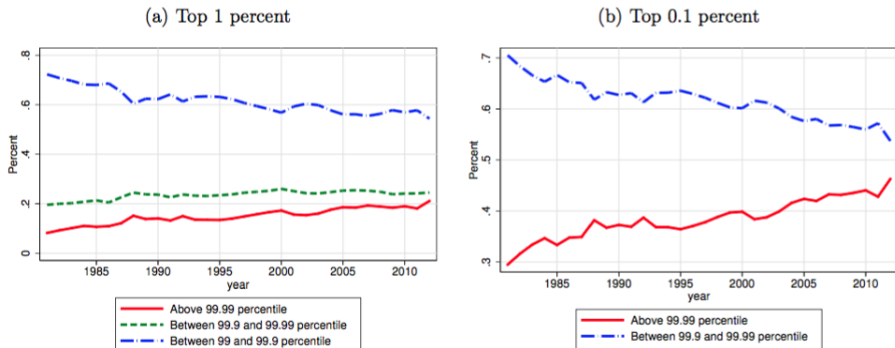 (a) Top 1 percent
(b) Top 0.1 percent
Percent
.8
.6
.4
.2
0
1985 1990 1995 2000 2005 2010
year
Above 99.99 percentile
Between 99.9 and 99.99 percentile
Between 99 and 99.9 percentile
Percent
.7
.6
.5
.4
.3
1985 1990 1995 2000 2005 2010
year
Above 99.99 percentile
Between 99.9 and 99.99 percentile